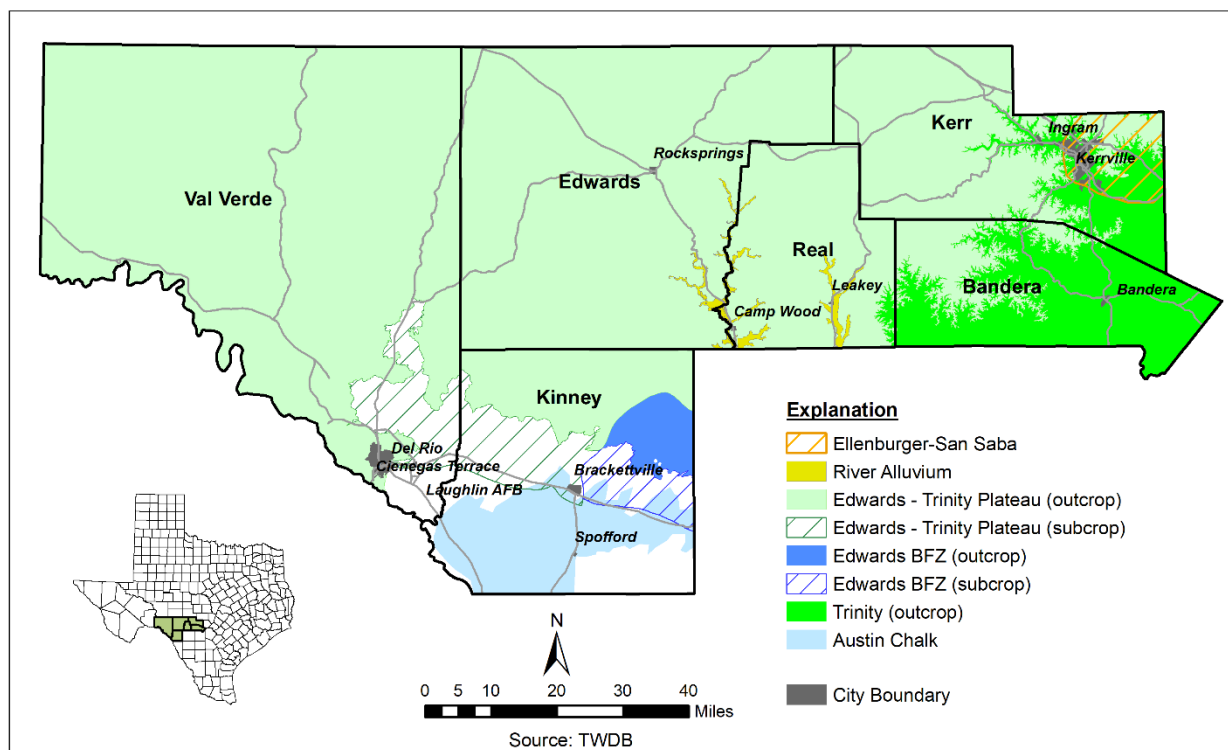 Kerr
Ingram
Kerrville
Rocksprings
Val Verde
Edwards
Real
Leakey
Bandera
Bandera
Camp Wood
Kinney
Del Rio
Cienegas Terrace
Brackettville
Laughlin AFB
Spofford
Explanation
Ellenburger-San Saba
River Alluvium
Edwards - Trinity Plateau (outcrop)
Edwards - Trinity Plateau (subcrop)
Edwards BFZ (outcrop)
Edwards BFZ (subcrop)
Trinity (outcrop)
Austin Chalk
City Boundary
N
0 5 10 20 30 40
Miles
Source: TWDB